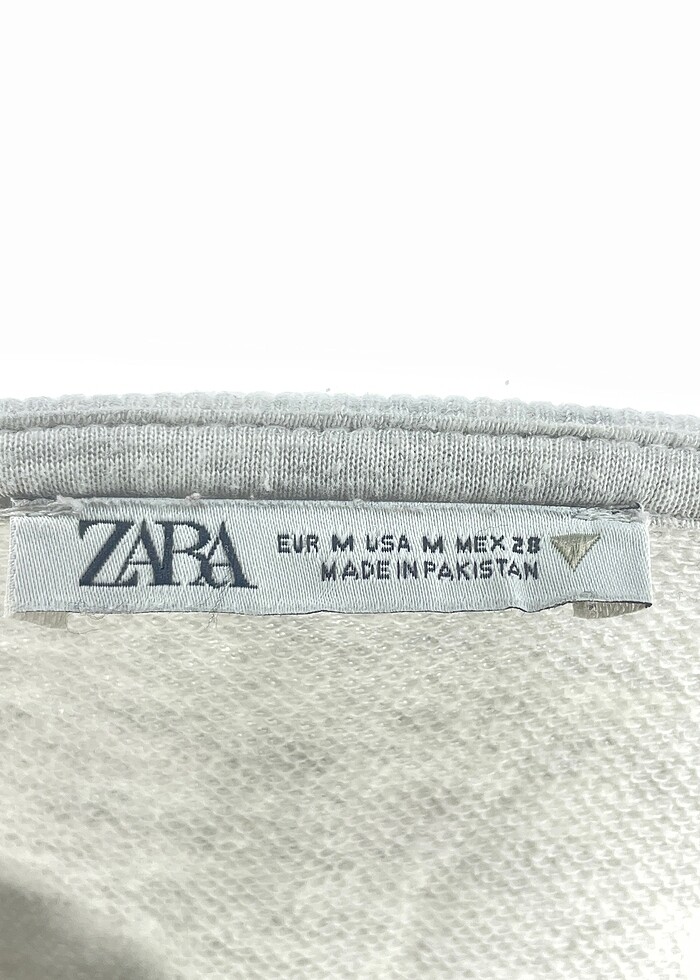 ZARA
EUR M USA M MEX 28
MADE IN PAKISTAN